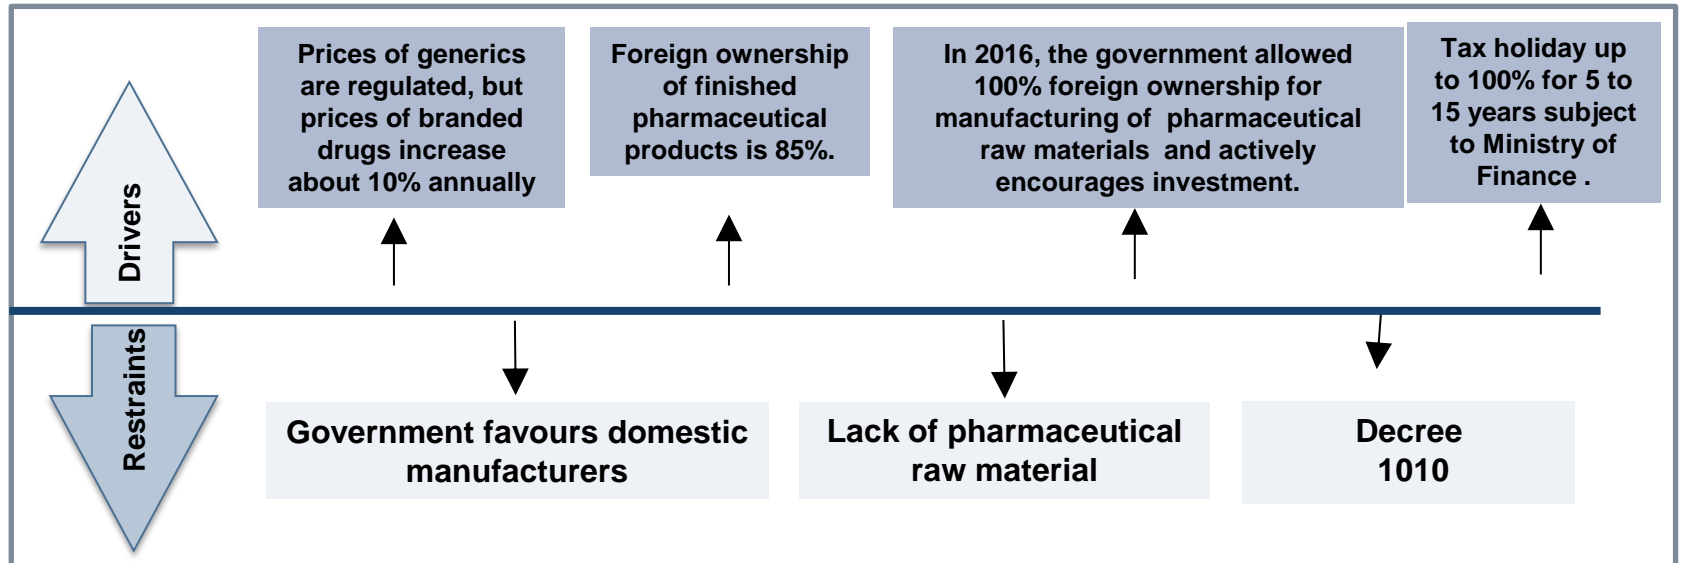 Prices of generics
are regulated, but
prices of branded
drugs increase
about 10% annually
Foreign ownership
of finished
pharmaceutical
products is 85%.
In 2016, the government allowed
100% foreign ownership for
manufacturing of  pharmaceutical
raw materials  and actively
encourages investment.
Tax holiday up
to 100% for 5 to
15 years subject
to Ministry of
Finance .
Drivers
Restraints
Government favours domestic
manufacturers
Lack of pharmaceutical
raw material
Decree
1010